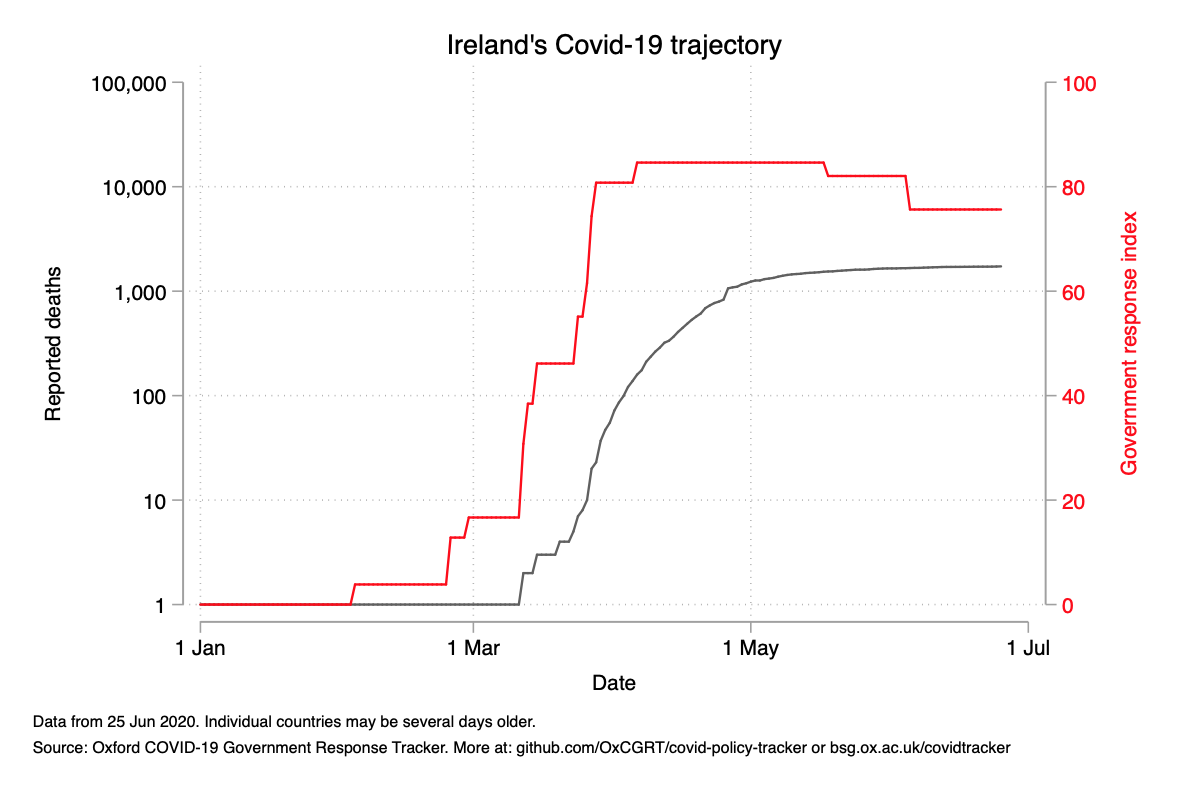 Ireland's Covid-19 trajectory
100,000
10,000
1,000
100
10
1
Reported deaths
100
80
60
40
20
0
Government response index
1 Jan
1 Mar
1 May
1 Jul
Date
Data from 25 Jun 2020. Individual countries may be several days older.
Source: Oxford COVID-19 Government Response Tracker. More at: github.com/OxCGRT/covid-policy-tracker or bsg.ox.ac.uk/covidtracker